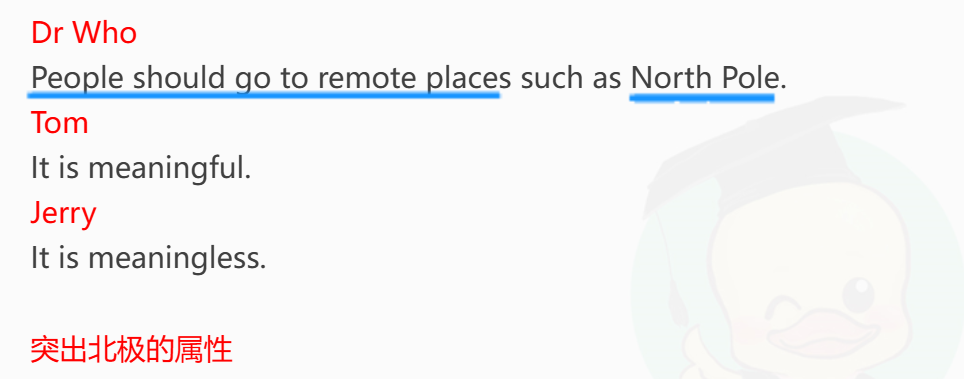 Dr Who
People should go to remote places such as North Pole.
Tom
It is meaningful.
Jerry
It is meaningless.
突出北极的属性